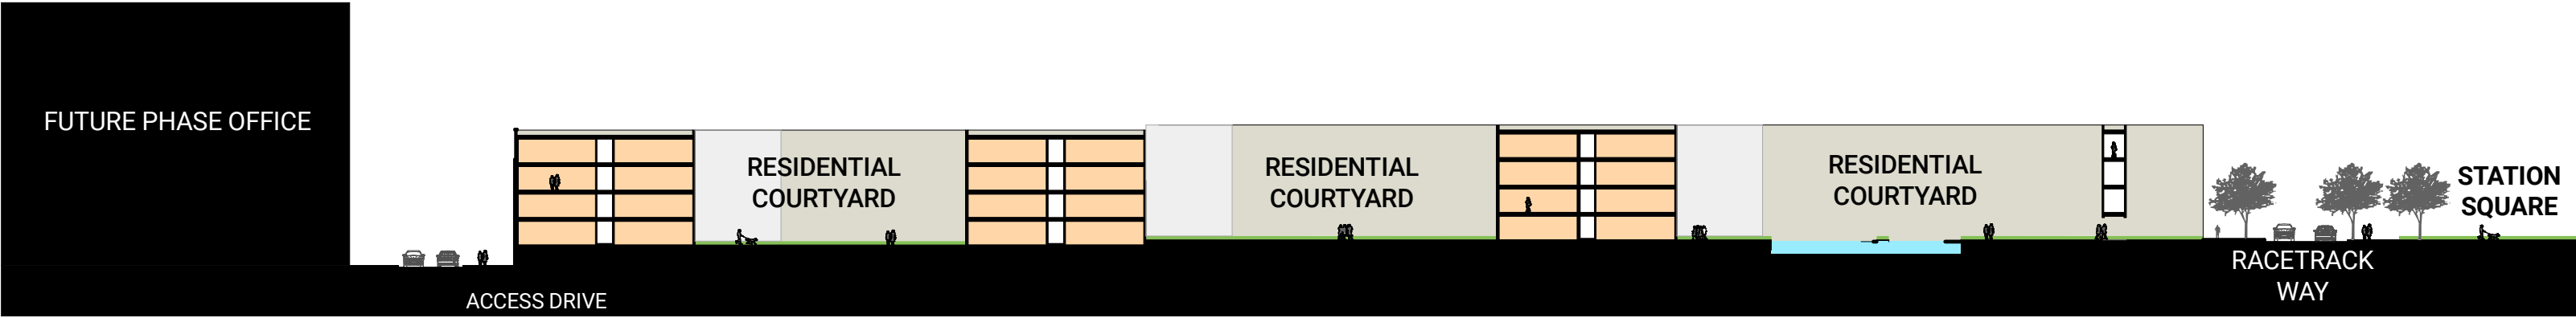 FUTURE PHASE OFFICE
RESIDENTIAL
COURTYARD
RESIDENTIAL
COURTYARD
RESIDENTIAL
COURTYARD
STATION
SQUARE
RACETRACK
WAY
ACCESS DRIVE